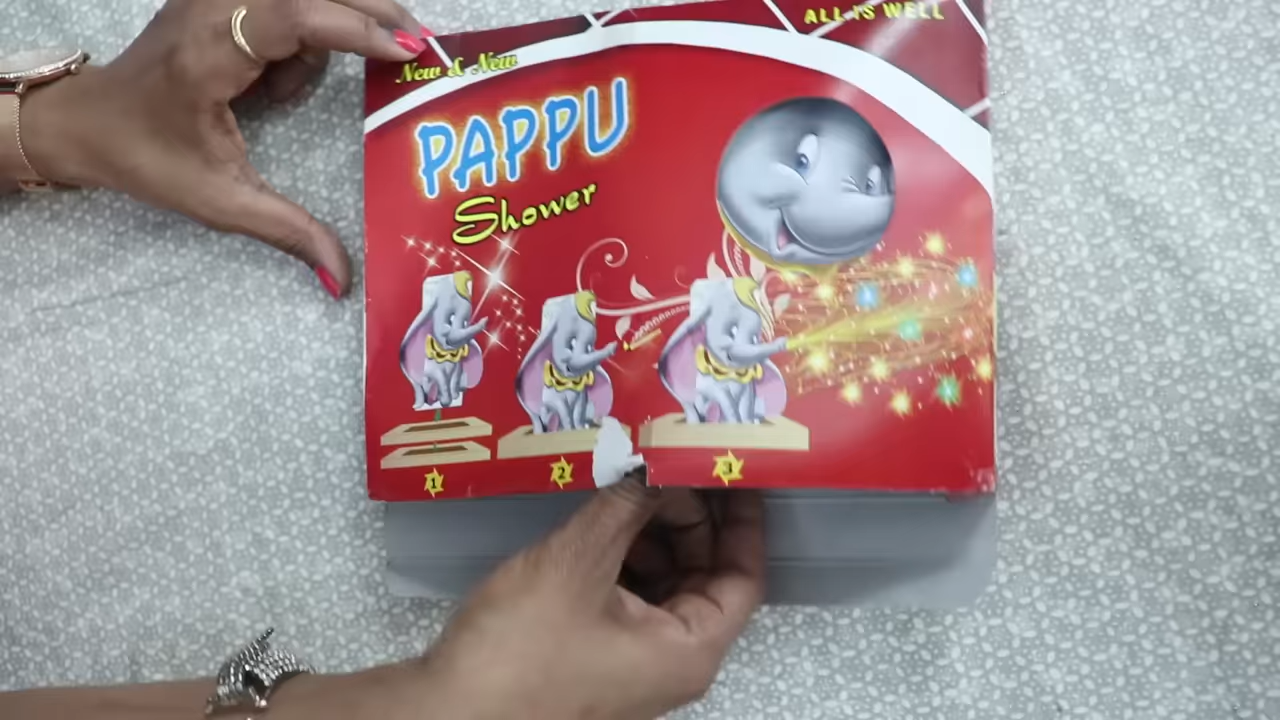 ALL IS WELL
New & New
PAPPU
Shower
1
2
3